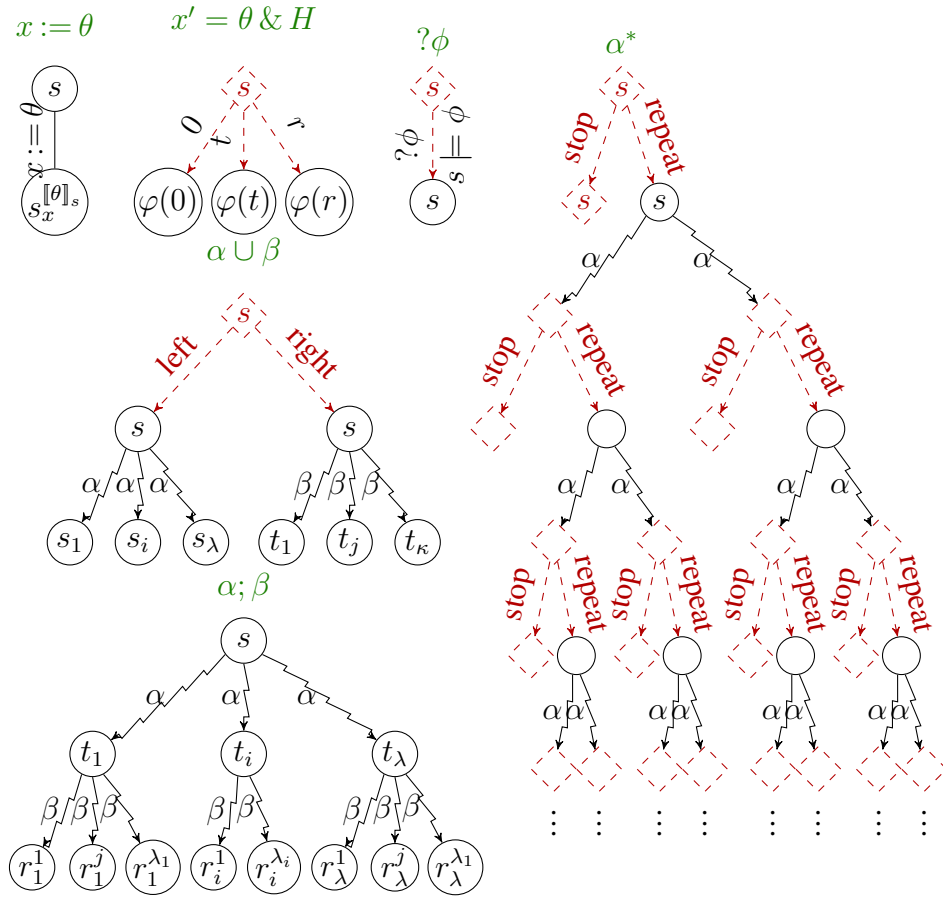 x := θ
s
x := θ
s_x^{⟦θ⟧_s}
x′ = θ & H
s
0
t
r
φ(0)
φ(t)
φ(r)
?ϕ
s
?ϕ
s ⊨ ϕ
s
α ∪ β
s
left
right
s
s
α
α
α
β
β
β
s_1
s_i
s_λ
t_1
t_j
t_κ
α; β
s
α
α
α
t_1
t_i
t_λ
β
β
β
β
β
β
β
β
r_1^1
r_1^j
r_1^{λ_1}
r_i^1
r_i^{λ_i}
r_λ^1
r_λ^j
r_λ^{λ_1}
α*
s
stop
repeat
s
s
α
α
stop
repeat
stop
repeat
α
α
α
α
stop
repeat
stop
repeat
stop
repeat
stop
repeat
α
α
α
α
α
α
α
α
⋮ ⋮ ⋮ ⋮ ⋮ ⋮ ⋮ ⋮